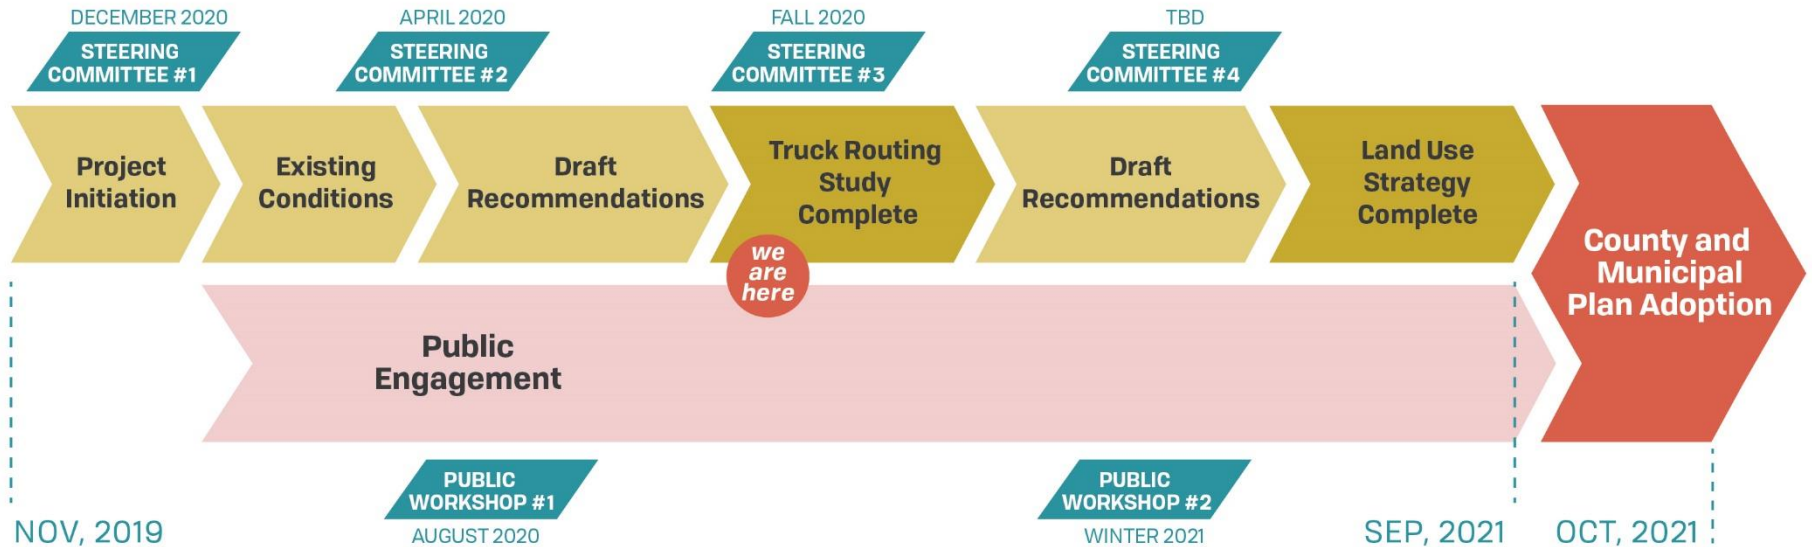 DECEMBER 2020
STEERING
COMMITTEE #1
APRIL 2020
STEERING
COMMITTEE #2
FALL 2020
STEERING
COMMITTEE #3
TBD
STEERING
COMMITTEE #4
Project
Initiation
Existing
Conditions
Draft
Recommendations
Truck Routing
Study
Complete
Draft
Recommendations
Land Use
Strategy
Complete
County and
Municipal
Plan Adoption
we
are
here
Public
Engagement
PUBLIC
WORKSHOP #1
AUGUST 2020
PUBLIC
WORKSHOP #2
WINTER 2021
NOV, 2019
SEP, 2021
OCT, 2021